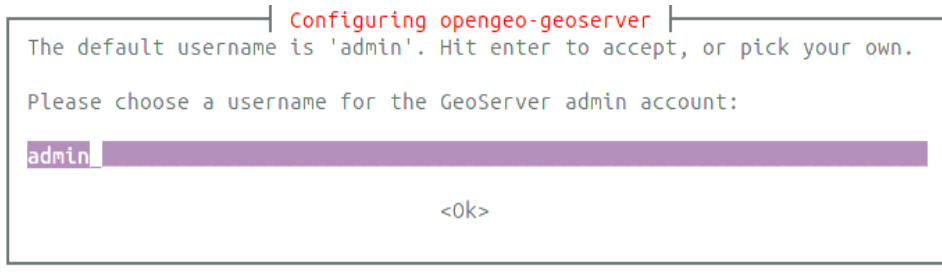 Configuring opengeo-geoserver
The default username is 'admin'. Hit enter to accept, or pick your own.
Please choose a username for the GeoServer admin account:
admin_
<Ok>